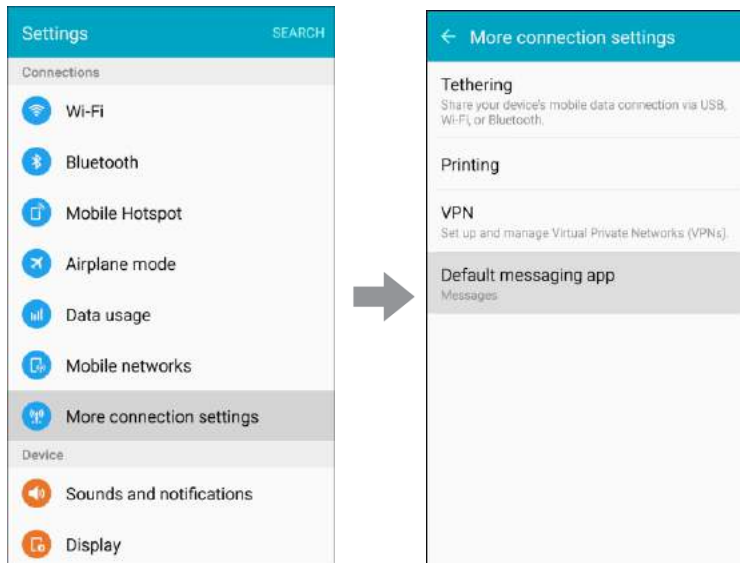 Settings
SEARCH
Connections
Wi-Fi
Bluetooth
Mobile Hotspot
Airplane mode
Data usage
Mobile networks
More connection settings
Device
Sounds and notifications
Display
More connection settings
Tethering
Share your device's mobile data connection via USB,
Wi-Fi, or Bluetooth.
Printing
VPN
Set up and manage Virtual Private Networks (VPNs).
Default messaging app
Messages